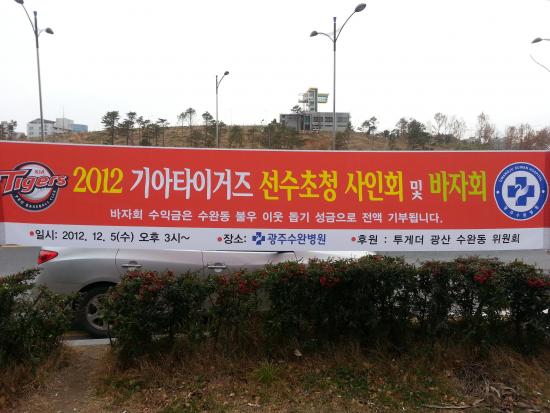 KIA
Tigers
2012 기아타이거즈 선수초청 사인회 및 바자회
바자회 수익금은 수완동 불우 이웃 돕기 성금으로 전액 기부됩니다.
•일시: 2012. 12. 5(수) 오후 3시~ •장소: 광주수완병원 •후원 : 투게더 광산 수완동 위원회